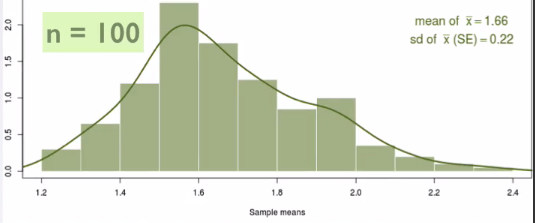 n = 100
mean of x̄ = 1.66
sd of x̄ (SE) = 0.22
2.0
1.5
1.0
0.5
0.0
1.2 1.4 1.6 1.8 2.0 2.2 2.4
Sample means